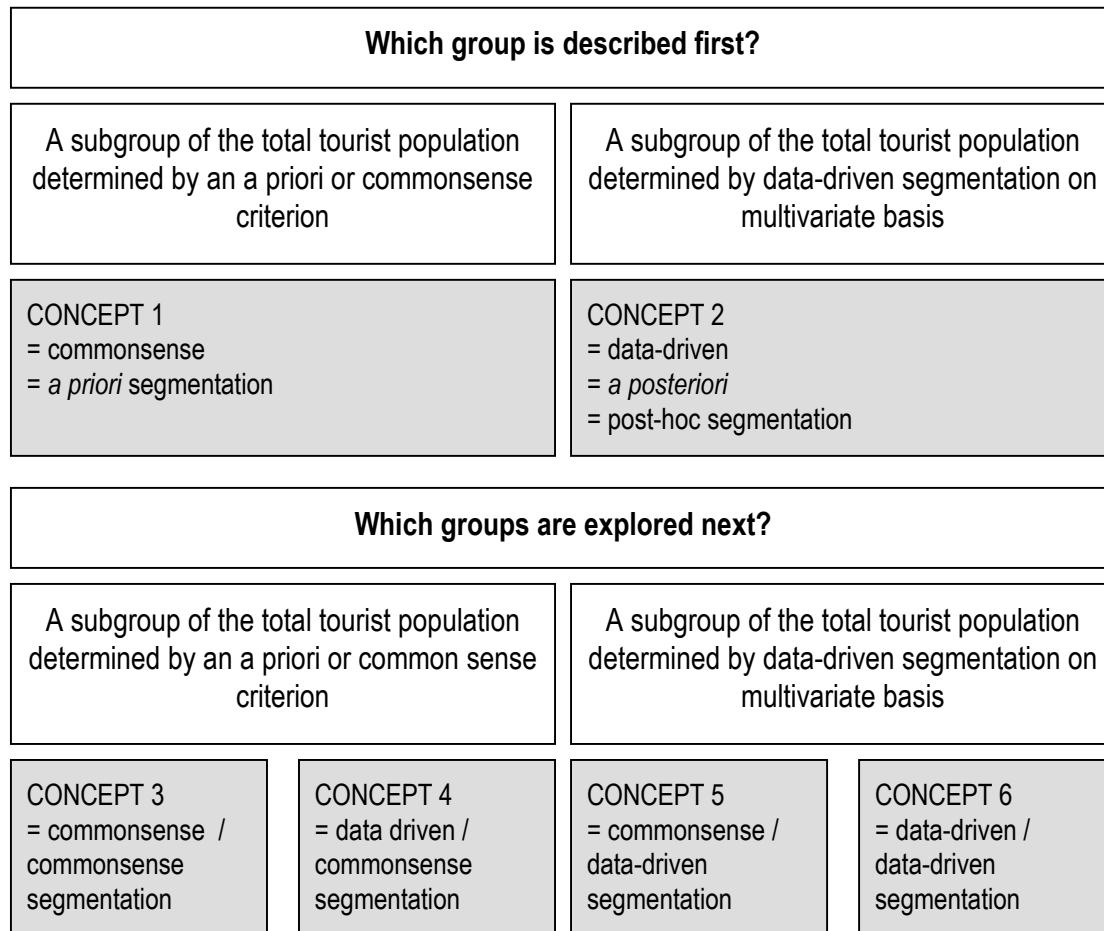 Which group is described first?
A subgroup of the total tourist population
determined by an a priori or commonsense
criterion
A subgroup of the total tourist population
determined by data-driven segmentation on
multivariate basis
CONCEPT 1
= commonsense
= a priori segmentation
CONCEPT 2
= data-driven
= a posteriori
= post-hoc segmentation
Which groups are explored next?
A subgroup of the total tourist population
determined by an a priori or common sense
criterion
A subgroup of the total tourist population
determined by data-driven segmentation on
multivariate basis
CONCEPT 3
= commonsense /
commonsense
segmentation
CONCEPT 4
= data driven /
commonsense
segmentation
CONCEPT 5
= commonsense /
data-driven
segmentation
CONCEPT 6
= data-driven /
data-driven
segmentation